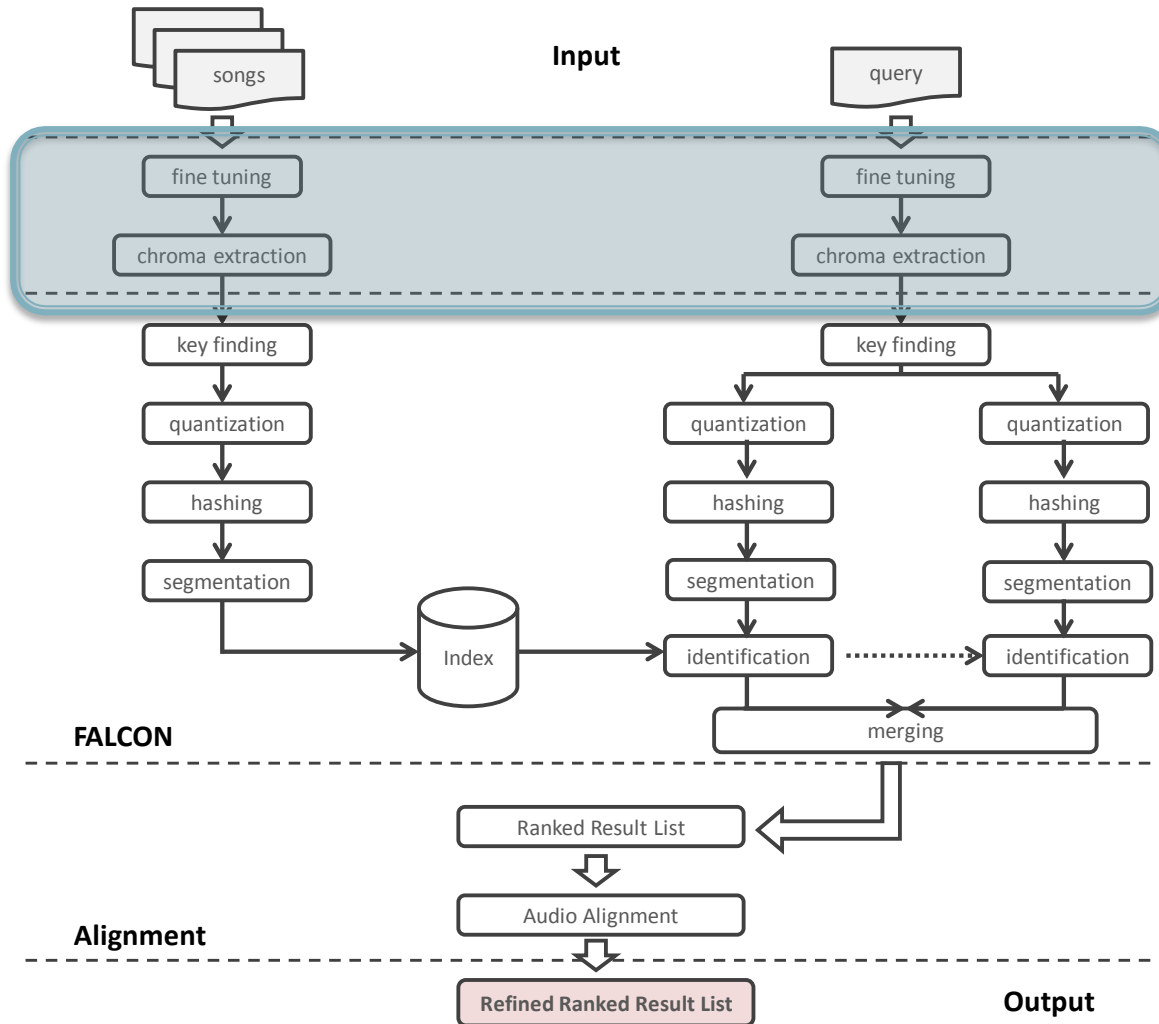 Input
songs
query
fine tuning
fine tuning
chroma extraction
chroma extraction
key finding
key finding
quantization
quantization
quantization
hashing
hashing
hashing
segmentation
segmentation
segmentation
Index
identification
identification
FALCON
merging
Ranked Result List
Audio Alignment
Alignment
Refined Ranked Result List
Output